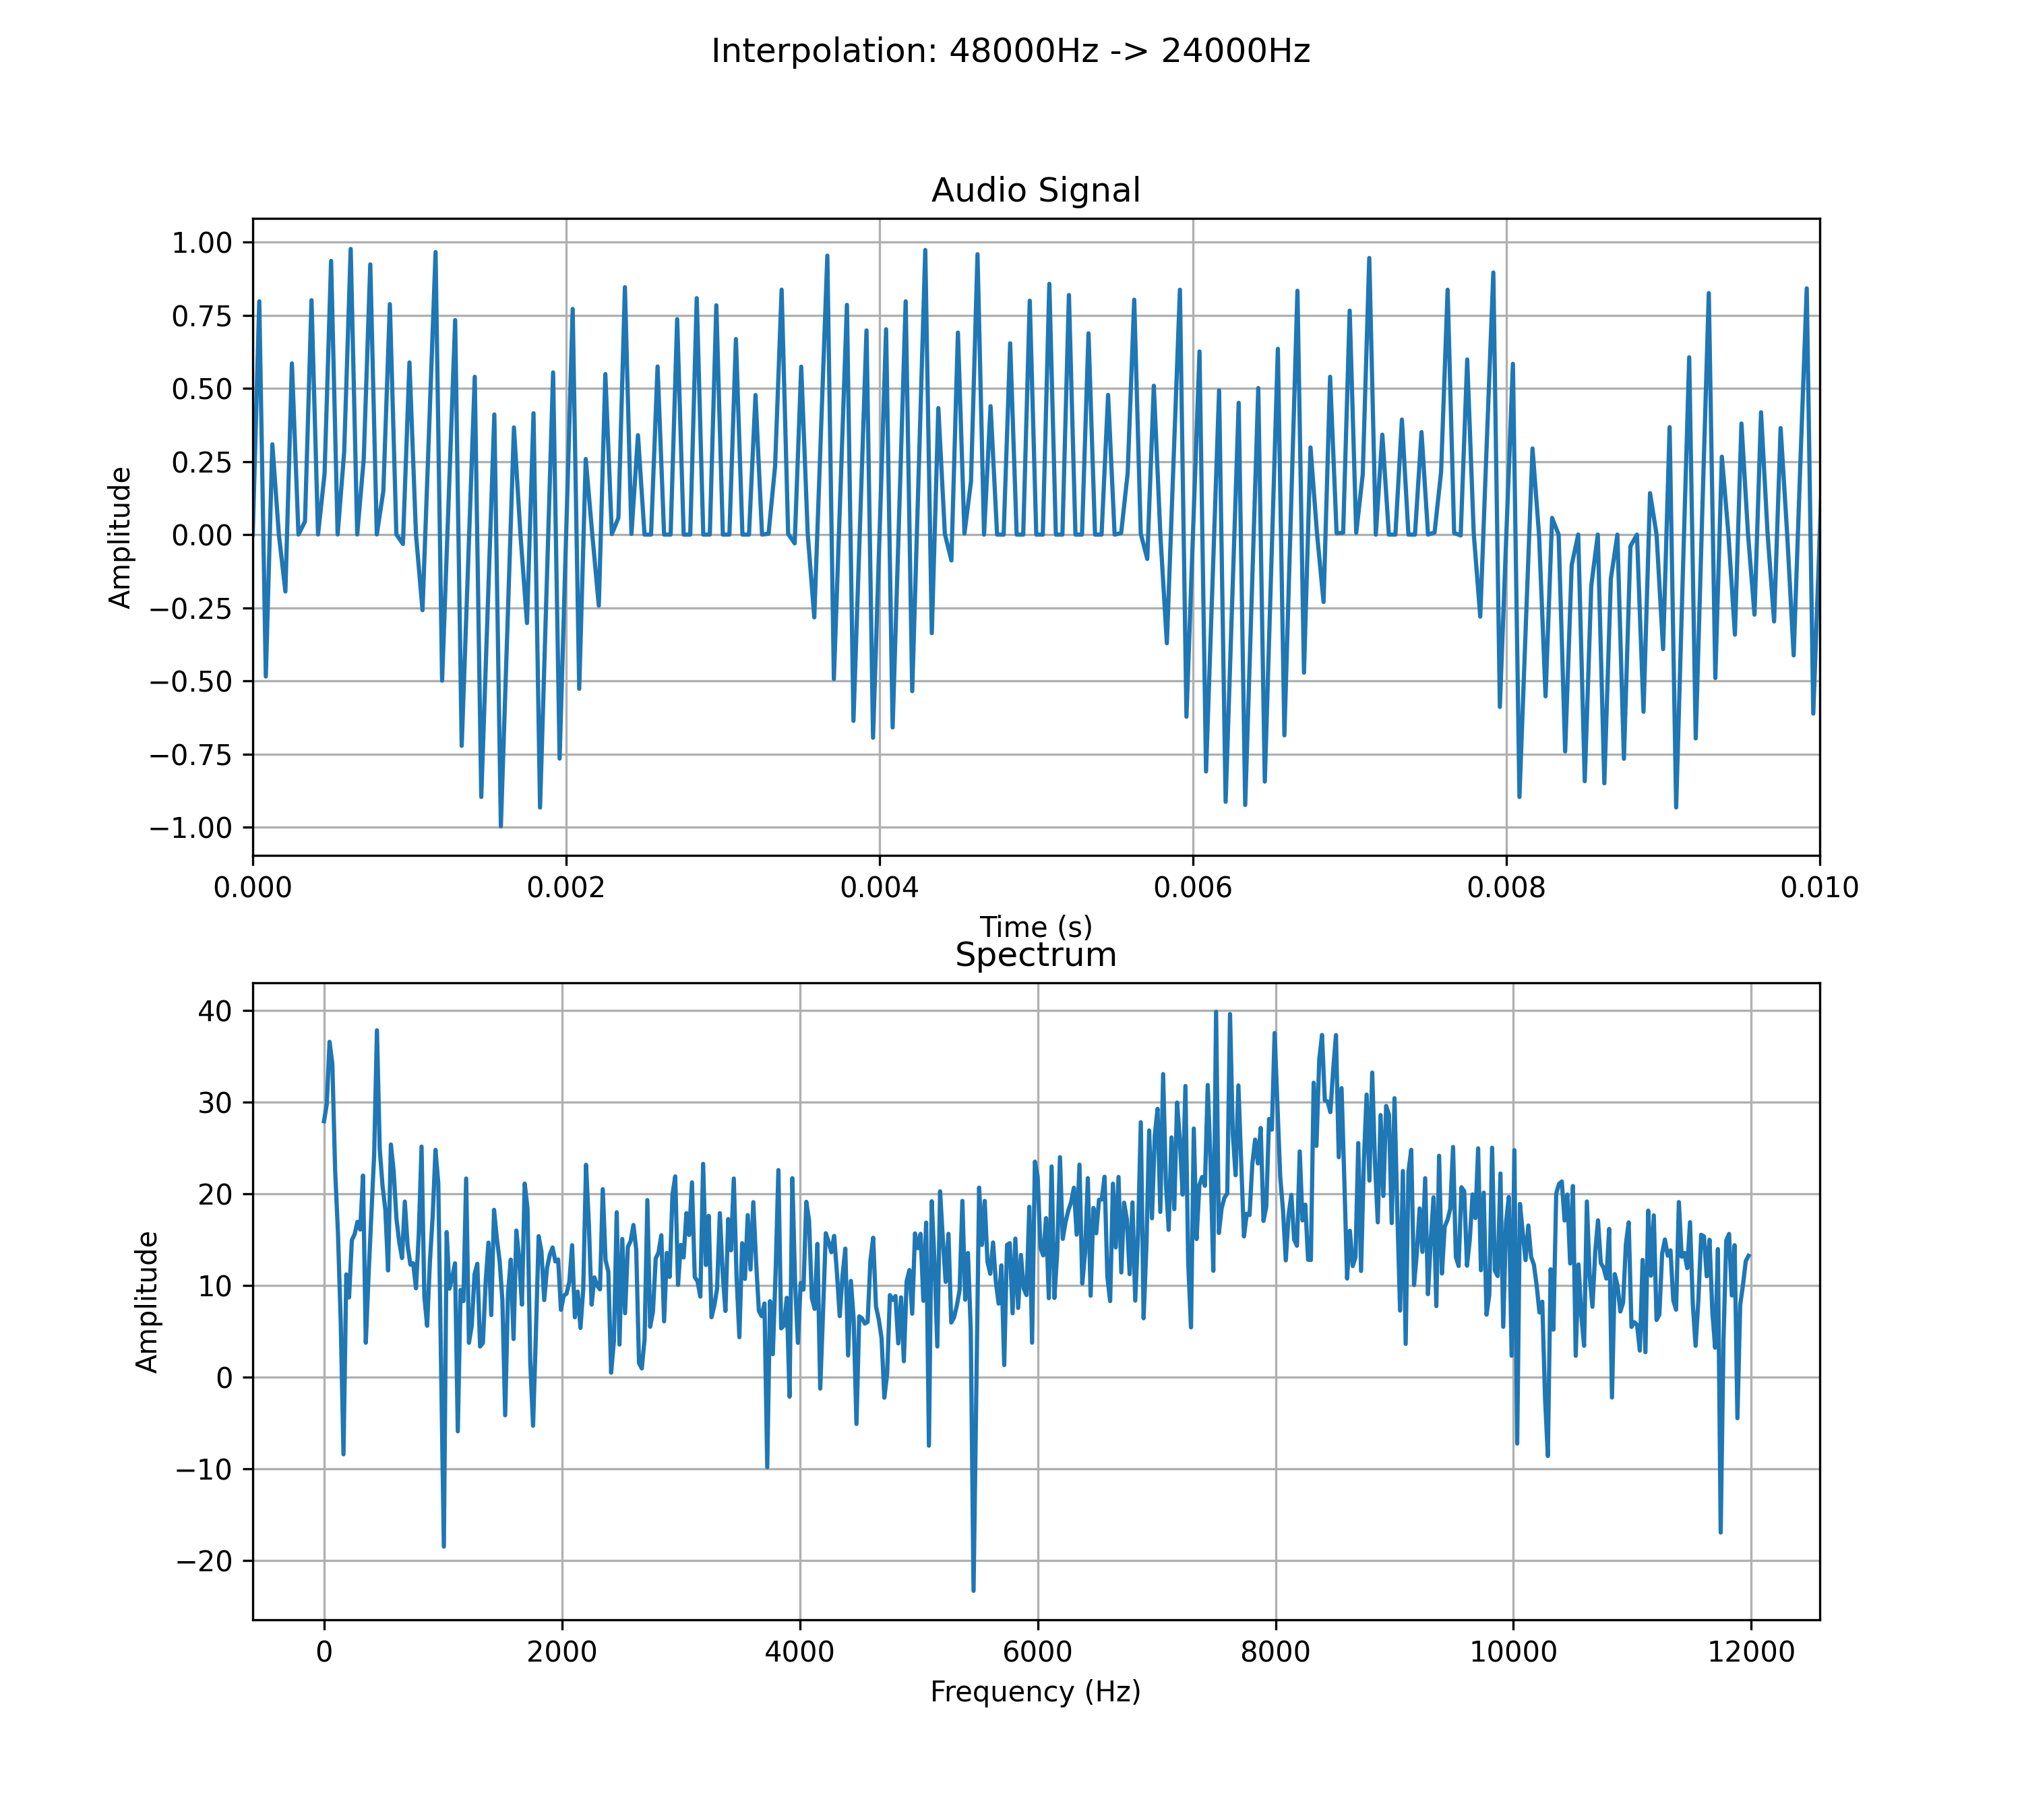 Interpolation: 48000Hz -> 24000Hz
Audio Signal
Amplitude
1.00
0.75
0.50
0.25
0.00
−0.25
−0.50
−0.75
−1.00
0.000 0.002 0.004 0.006 0.008 0.010
Time (s)
Spectrum
Amplitude
40
30
20
10
0
−10
−20
0 2000 4000 6000 8000 10000 12000
Frequency (Hz)